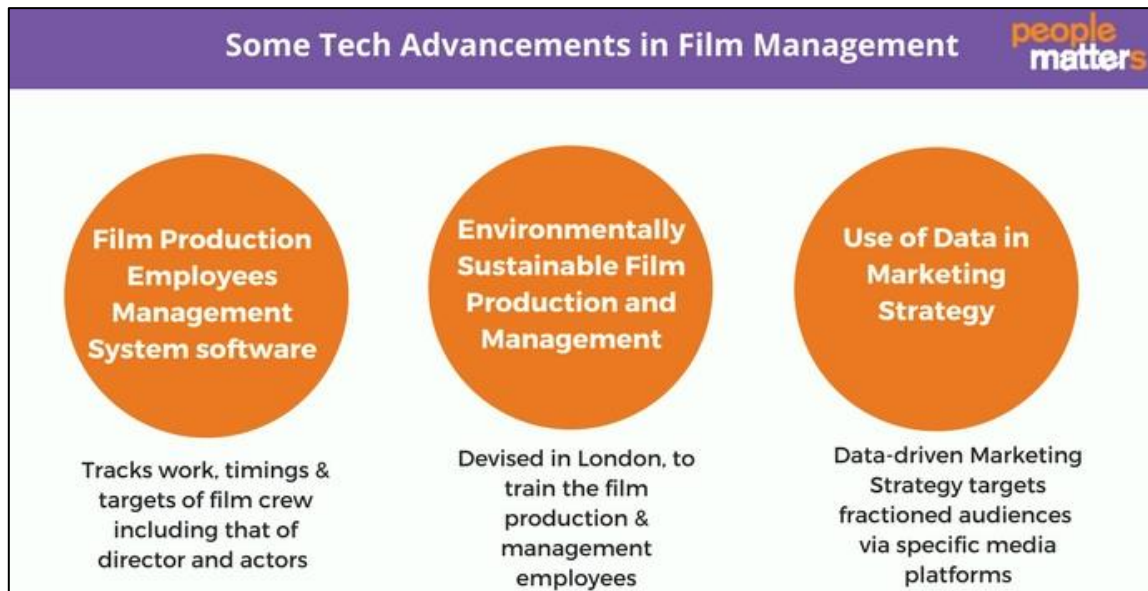 Some Tech Advancements in Film Management
people
matters
Film Production
Employees
Management
System software
Tracks work, timings &
targets of film crew
including that of
director and actors
Environmentally
Sustainable Film
Production and
Management
Devised in London, to
train the film
production &
management
employees
Use of Data in
Marketing
Strategy
Data-driven Marketing
Strategy targets
fractioned audiences
via specific media
platforms